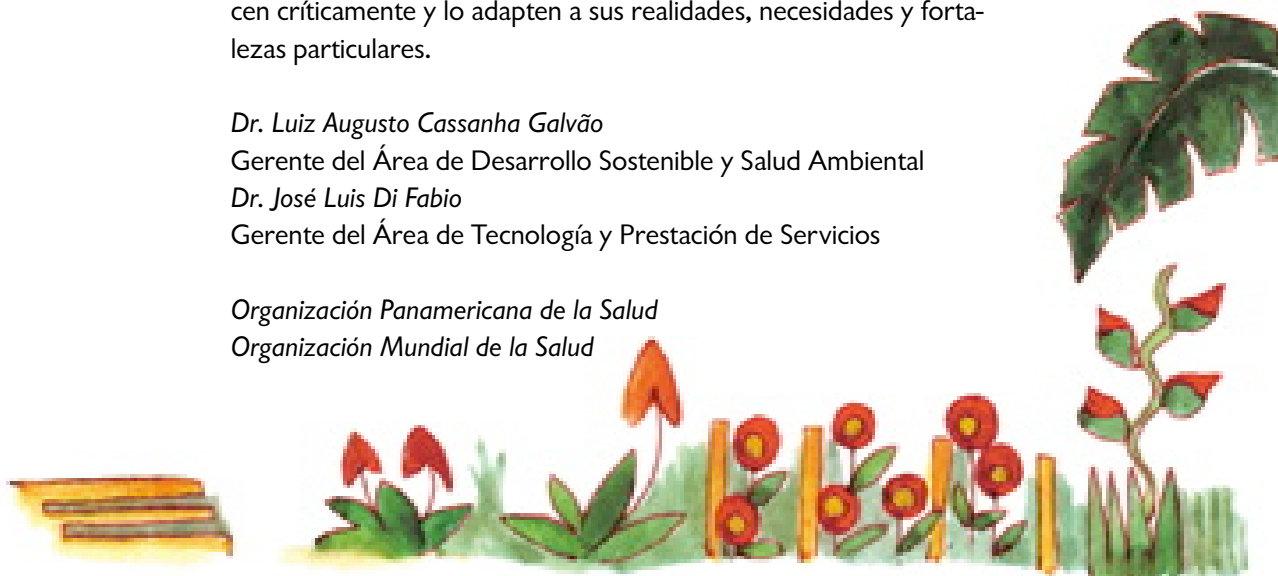 cen críticamente y lo adapten a sus realidades, necesidades y forta-
lezas particulares.
Dr. Luiz Augusto Cassanha Galvão
Gerente del Área de Desarrollo Sostenible y Salud Ambiental
Dr. José Luis Di Fabio
Gerente del Área de Tecnología y Prestación de Servicios
Organización Panamericana de la Salud
Organización Mundial de la Salud